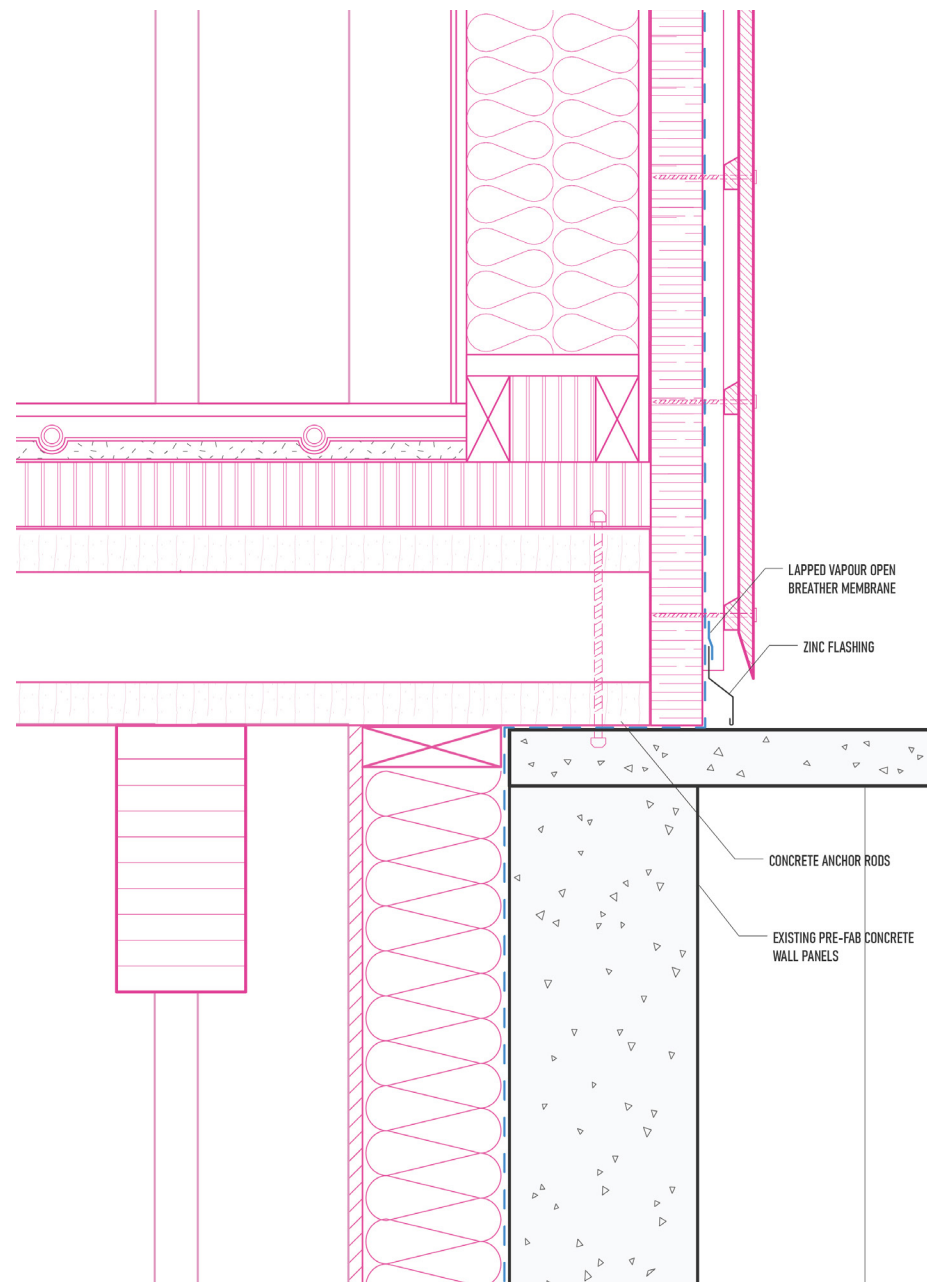 LAPPED VAPOUR OPEN
BREATHER MEMBRANE
ZINC FLASHING
CONCRETE ANCHOR RODS
EXISTING PRE-FAB CONCRETE
WALL PANELS